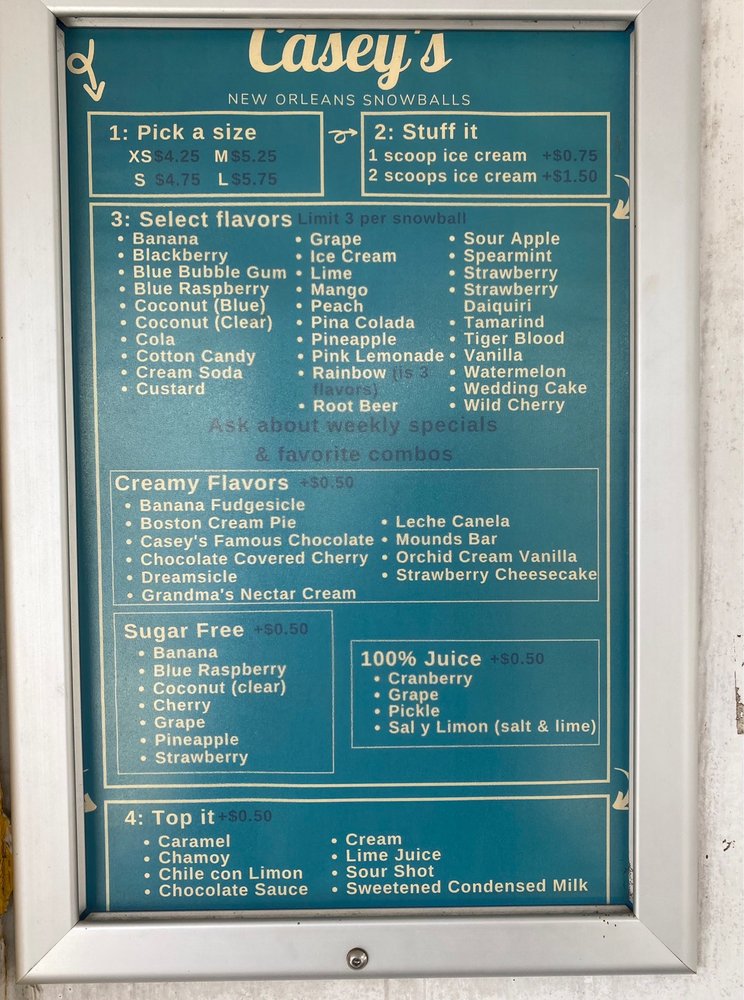 Casey's
NEW ORLEANS SNOWBALLS
1: Pick a size
XS $4.25 M $5.25
S $4.75 L $5.75
2: Stuff it
1 scoop ice cream +$0.75
2 scoops ice cream +$1.50
3: Select flavors Limit 3 per snowball
• Banana
• Blackberry
• Blue Bubble Gum
• Blue Raspberry
• Coconut (Blue)
• Coconut (Clear)
• Cola
• Cotton Candy
• Cream Soda
• Custard
• Grape
• Ice Cream
• Lime
• Mango
• Peach
• Pina Colada
• Pineapple
• Pink Lemonade
• Rainbow (is 3
flavors)
• Root Beer
• Sour Apple
• Spearmint
• Strawberry
• Strawberry
Daiquiri
• Tamarind
• Tiger Blood
• Vanilla
• Watermelon
• Wedding Cake
• Wild Cherry
Ask about weekly specials
& favorite combos
Creamy Flavors +$0.50
• Banana Fudgesicle
• Boston Cream Pie
• Casey's Famous Chocolate
• Chocolate Covered Cherry
• Dreamsicle
• Grandma's Nectar Cream
• Leche Canela
• Mounds Bar
• Orchid Cream Vanilla
• Strawberry Cheesecake
Sugar Free +$0.50
• Banana
• Blue Raspberry
• Coconut (clear)
• Cherry
• Grape
• Pineapple
• Strawberry
100% Juice +$0.50
• Cranberry
• Grape
• Pickle
• Sal y Limon (salt & lime)
4: Top it +$0.50
• Caramel
• Chamoy
• Chile con Limon
• Chocolate Sauce
• Cream
• Lime Juice
• Sour Shot
• Sweetened Condensed Milk